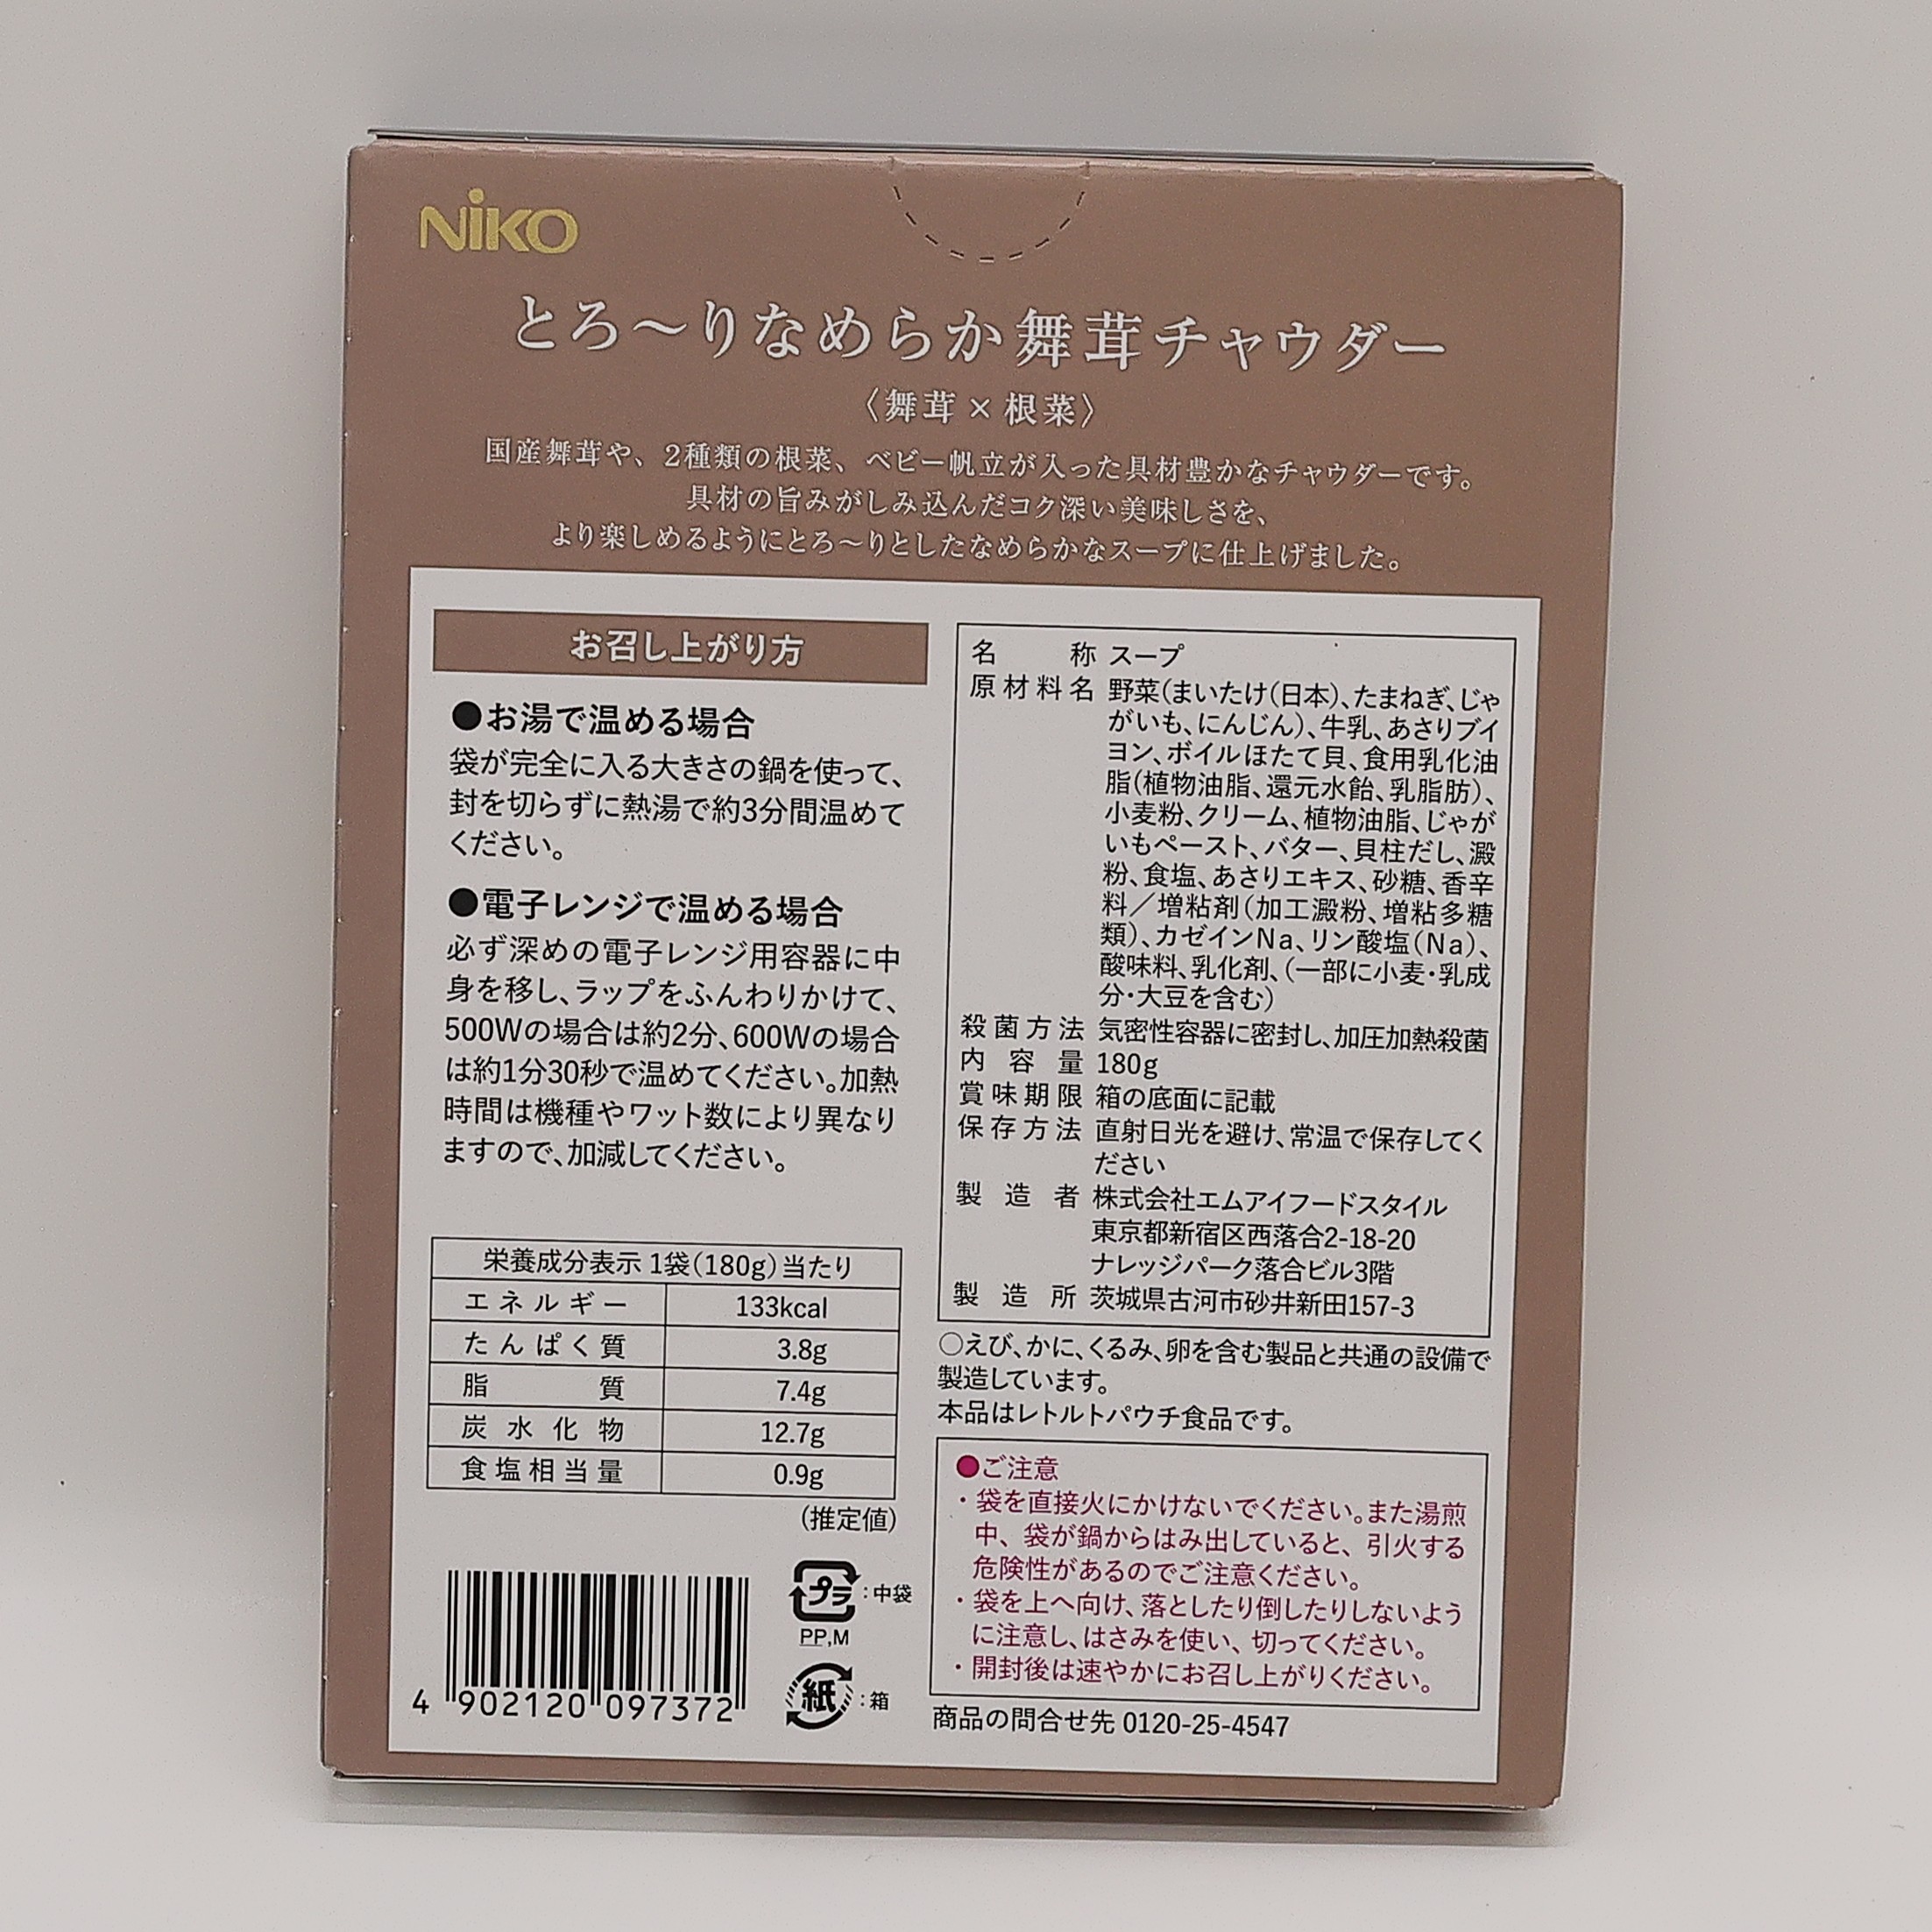 NiKO
とろ～りなめらか舞茸チャウダー
〈舞茸×根菜〉
国産舞茸や、2種類の根菜、ベビー帆立が入った具材豊かなチャウダーです。
具材の旨みがしみ込んだコク深い美味しさを、
より楽しめるようにとろ～りとしたなめらかなスープに仕上げました。
お召し上がり方
●お湯で温める場合
袋が完全に入る大きさの鍋を使って、
封を切らずに熱湯で約3分間温めて
ください。
●電子レンジで温める場合
必ず深めの電子レンジ用容器に中
身を移し、ラップをふんわりかけて、
500Wの場合は約2分、600Wの場合
は約1分30秒で温めてください。加熱
時間は機種やワット数により異なり
ますので、加減してください。
栄養成分表示 1袋(180g)当たり
エネルギー 133kcal
たんぱく質 3.8g
脂質 7.4g
炭水化物 12.7g
食塩相当量 0.9g
(推定値)
4 902120 097372
プラ:中袋
PP,M
紙:箱
名称 スープ
原材料名 野菜(まいたけ(日本)、たまねぎ、じゃ
がいも、にんじん)、牛乳、あさりブイ
ヨン、ボイルほたて貝、食用乳化油
脂(植物油脂、還元水飴、乳脂肪)、
小麦粉、クリーム、植物油脂、じゃが
いもペースト、バター、貝柱だし、澱
粉、食塩、あさりエキス、砂糖、香辛
料／増粘剤(加工澱粉、増粘多糖
類)、カゼインNa、リン酸塩(Na)、
酸味料、乳化剤、(一部に小麦・乳成
分・大豆を含む)
殺菌方法 気密性容器に密封し、加圧加熱殺菌
内容量 180g
賞味期限 箱の底面に記載
保存方法 直射日光を避け、常温で保存してく
ださい
製造者 株式会社エムアイフードスタイル
東京都新宿区西落合2-18-20
ナレッジパーク落合ビル3階
製造所 茨城県古河市砂井新田157-3
○えび、かに、くるみ、卵を含む製品と共通の設備で
製造しています。
本品はレトルトパウチ食品です。
●ご注意
・袋を直接火にかけないでください。また湯煎
中、袋が鍋からはみ出していると、引火する
危険性があるのでご注意ください。
・袋を上へ向け、落としたり倒したりしないよう
に注意し、はさみを使い、切ってください。
・開封後は速やかにお召し上がりください。
商品の問合せ先 0120-25-4547